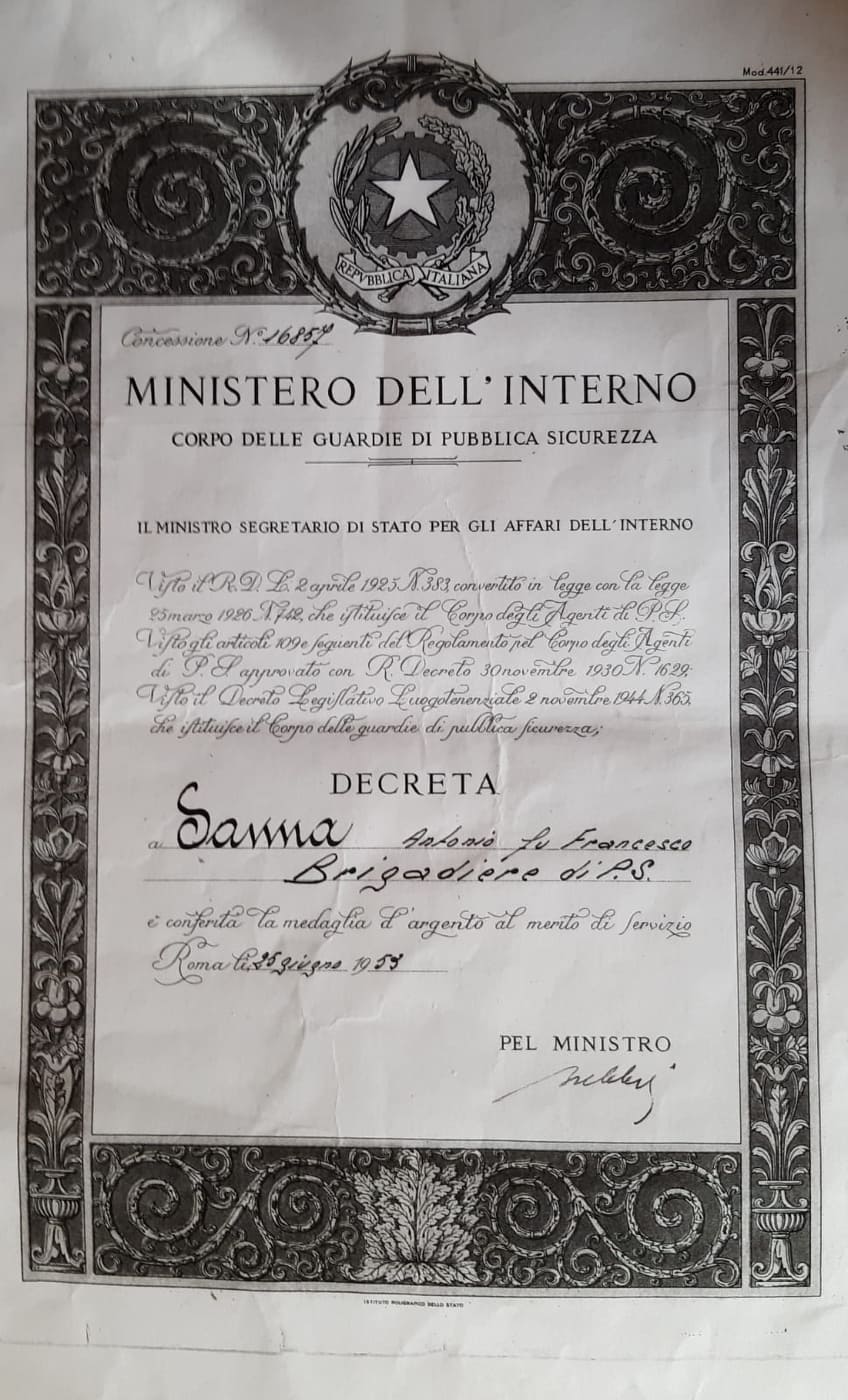 Mod.441/12
REPVBBLICA ITALIANA
Concessione N.° 16857
MINISTERO DELL'INTERNO
CORPO DELLE GUARDIE DI PUBBLICA SICUREZZA
IL MINISTRO SEGRETARIO DI STATO PER GLI AFFARI DELL'INTERNO
Visto il R. D. L. 2 aprile 1925 N. 383, convertito in legge con la legge
25 marzo 1926 N. 742, che istituisce il Corpo degli Agenti di P. S.
Visto gli articoli 109 e seguenti del Regolamento pel Corpo degli Agenti
di P. S. approvato con R. Decreto 30 novembre 1930 N. 1629;
Visto il Decreto Legislativo Luogotenenziale 2 novembre 1944 N. 365,
che istituisce il Corpo delle guardie di pubblica sicurezza;
DECRETA
a Sanna Antonio fu Francesco
Brigadiere di P.S.
è conferita la medaglia d'argento al merito di servizio
Roma lì, 25 giugno 1953
PEL MINISTRO
ISTITUTO POLIGRAFICO DELLO STATO